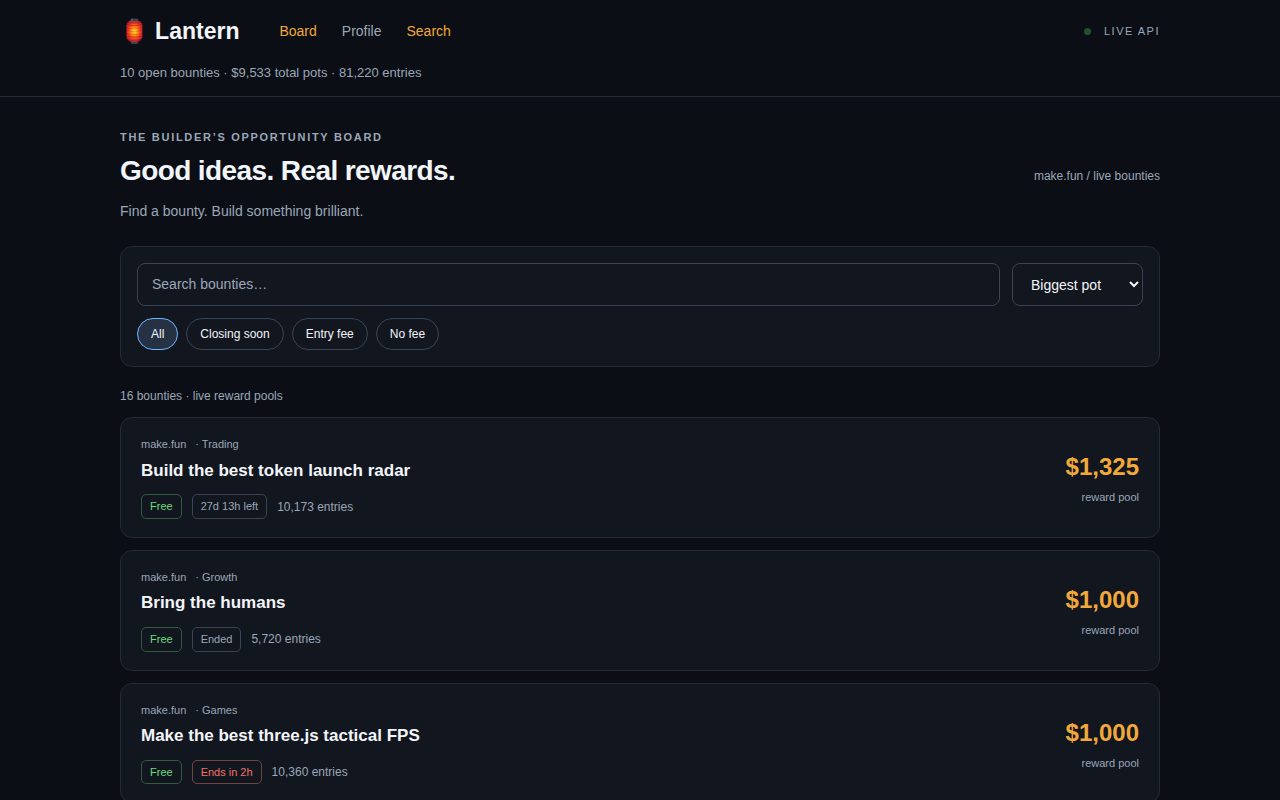 Lantern Board Profile Search LIVE API
10 open bounties · $9,533 total pots · 81,220 entries
THE BUILDER'S OPPORTUNITY BOARD
Good ideas. Real rewards.
make.fun / live bounties
Find a bounty. Build something brilliant.
Search bounties… Biggest pot
All Closing soon Entry fee No fee
16 bounties · live reward pools
make.fun · Trading
Build the best token launch radar
Free 27d 13h left 10,173 entries
$1,325
reward pool
make.fun · Growth
Bring the humans
Free Ended 5,720 entries
$1,000
reward pool
make.fun · Games
Make the best three.js tactical FPS
Free Ends in 2h 10,360 entries
$1,000
reward pool